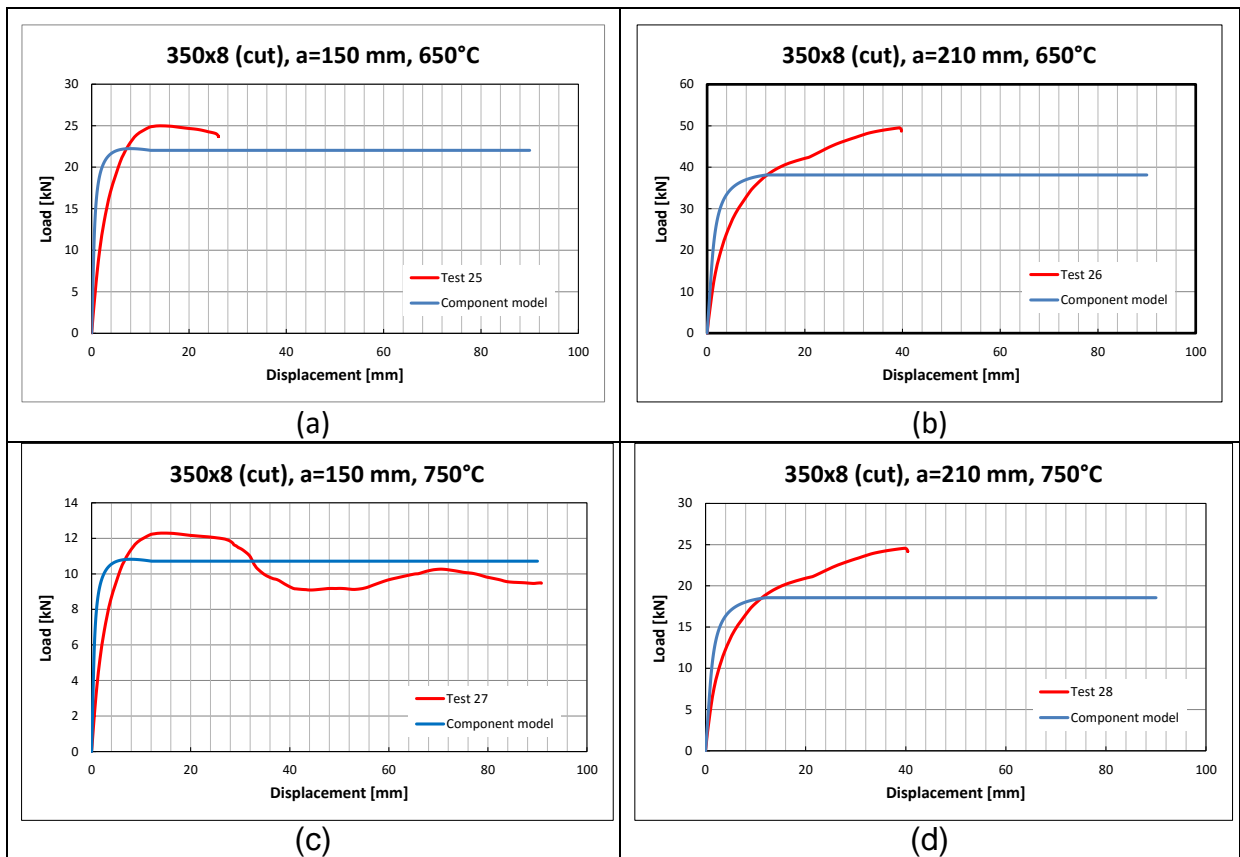 350x8 (cut), a=150 mm, 650°C
30
25
20
15
10
5
0
Load [kN]
Test 25
Component model
0 20 40 60 80 100
Displacement [mm]
(a)
350x8 (cut), a=210 mm, 650°C
60
50
40
30
20
10
0
Load [kN]
Test 26
Component model
0 20 40 60 80 100
Displacement [mm]
(b)
350x8 (cut), a=150 mm, 750°C
14
12
10
8
6
4
2
0
Load [kN]
Test 27
Component model
0 20 40 60 80 100
Displacement [mm]
(c)
350x8 (cut), a=210 mm, 750°C
30
25
20
15
10
5
0
Load [kN]
Test 28
Component model
0 20 40 60 80 100
Displacement [mm]
(d)